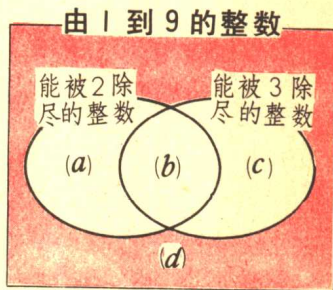 由1到9的整数
能被2除
尽的整数
能被3除
尽的整数
(a)
(b)
(c)
(d)